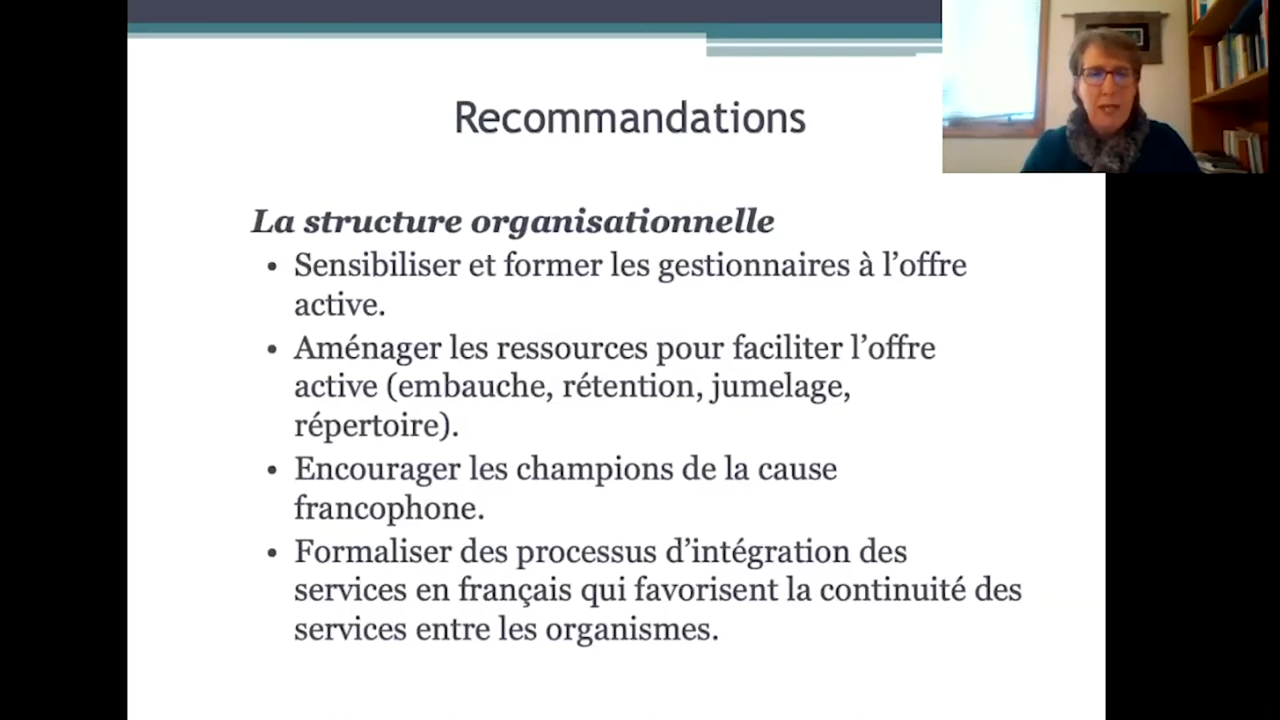 Recommandations
La structure organisationnelle
• Sensibiliser et former les gestionnaires à l’offre
active.
• Aménager les ressources pour faciliter l’offre
active (embauche, rétention, jumelage,
répertoire).
• Encourager les champions de la cause
francophone.
• Formaliser des processus d’intégration des
services en français qui favorisent la continuité des
services entre les organismes.